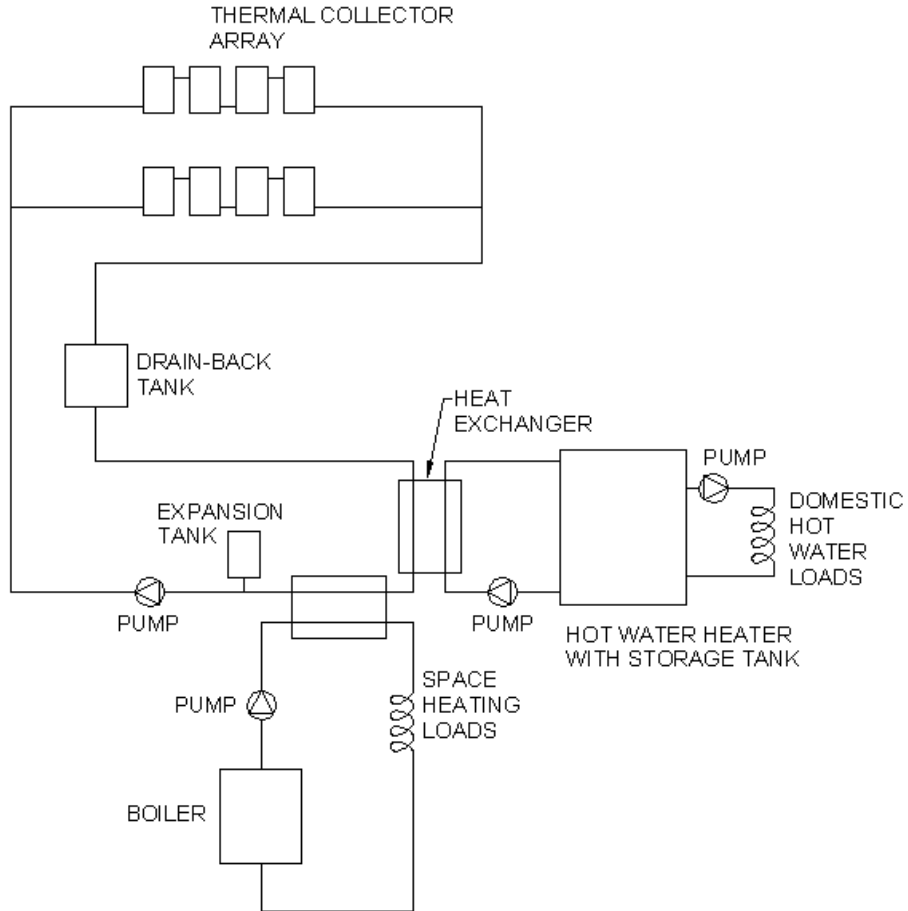 THERMAL COLLECTOR
ARRAY
DRAIN-BACK
TANK
HEAT
EXCHANGER
PUMP
EXPANSION
TANK
DOMESTIC
HOT
WATER
LOADS
PUMP
PUMP
HOT WATER HEATER
WITH STORAGE TANK
SPACE
HEATING
LOADS
PUMP
BOILER